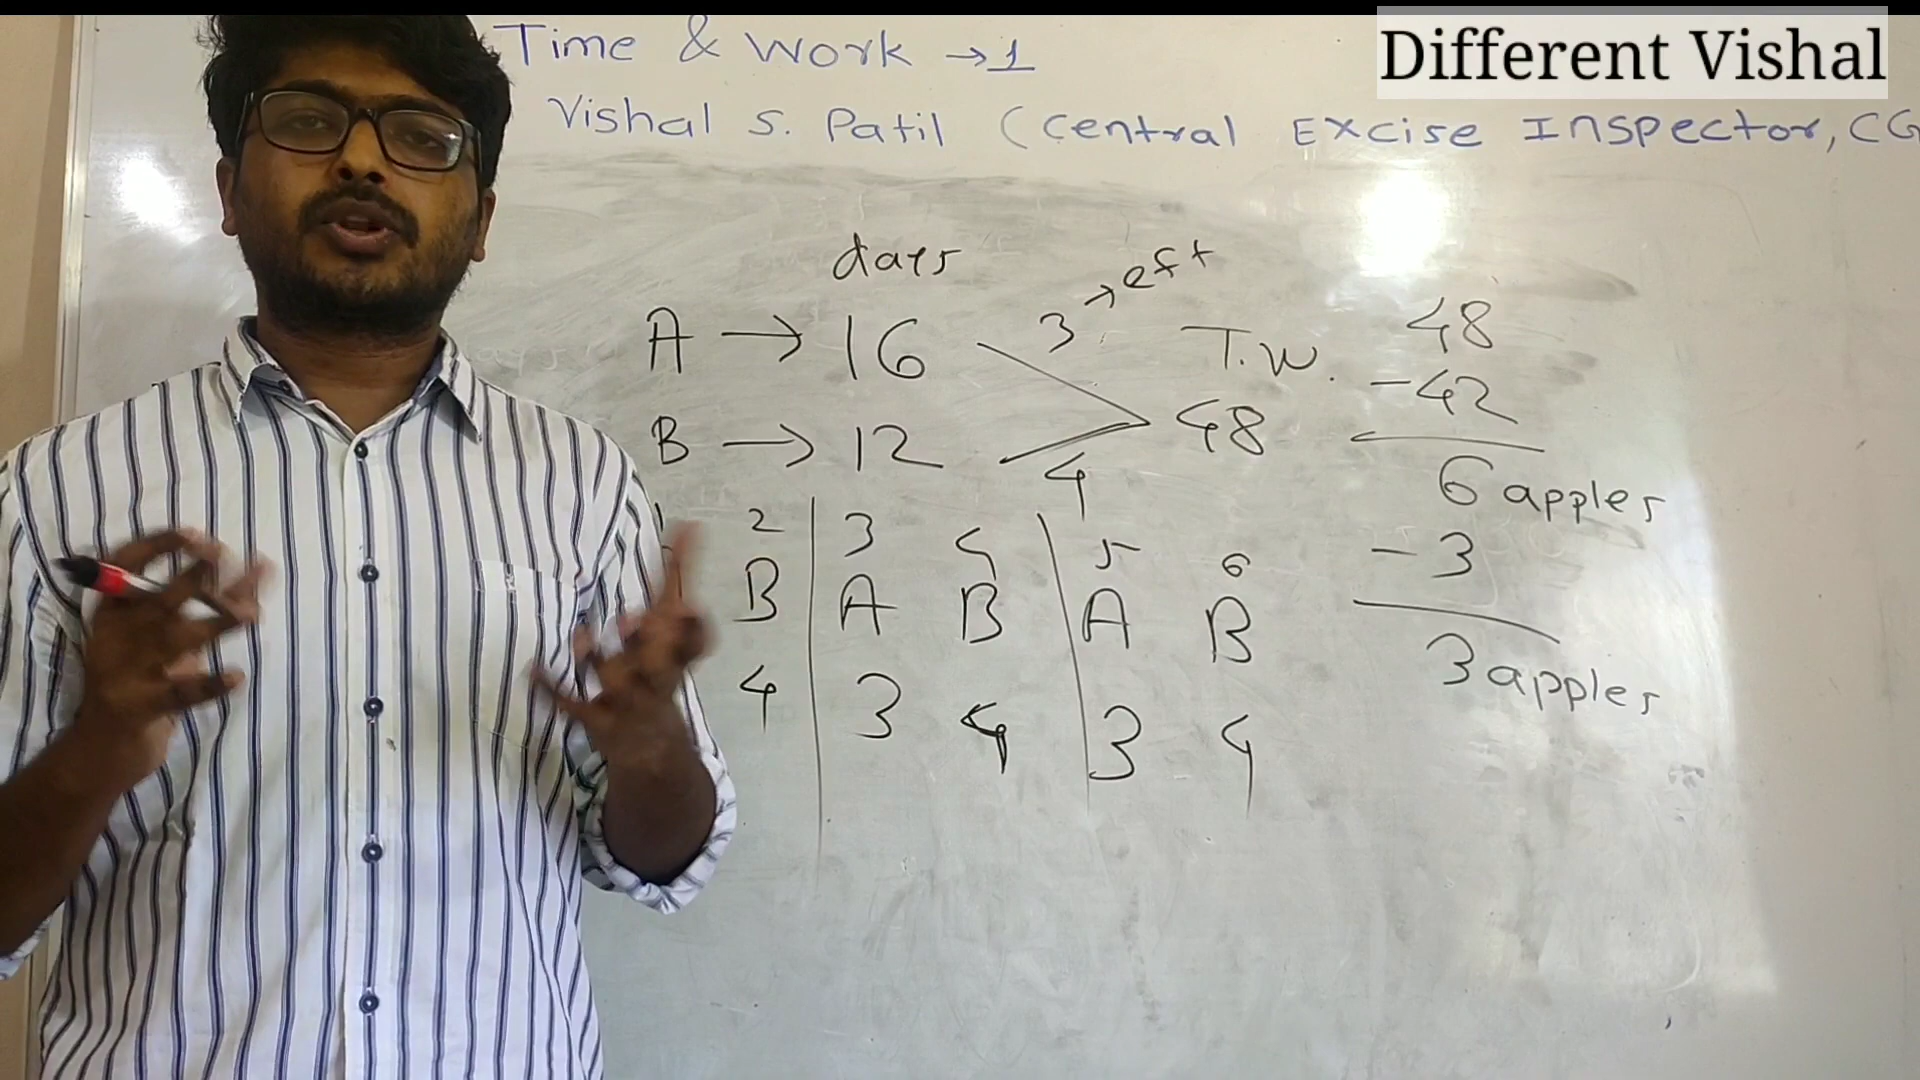 Different Vishal
Time & Work → 1
Vishal S. Patil (Central Excise Inspector, CG
days
A → 16 3 → eft T.W. 48
- 42
B → 12 4 48
6 apples
2 3 4 5 6
- 3
B A B A B
3 apples
4 3 4 3 4